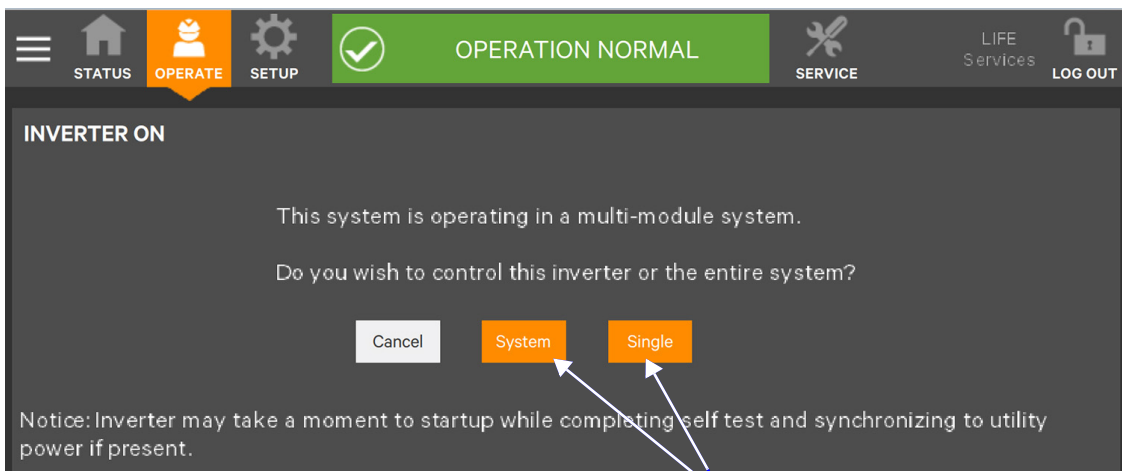 STATUS
OPERATE
SETUP
OPERATION NORMAL
SERVICE
LIFE
Services
LOG OUT
INVERTER ON
This system is operating in a multi-module system.
Do you wish to control this inverter or the entire system?
Cancel
System
Single
Notice: Inverter may take a moment to startup while completing self test and synchronizing to utility
power if present.